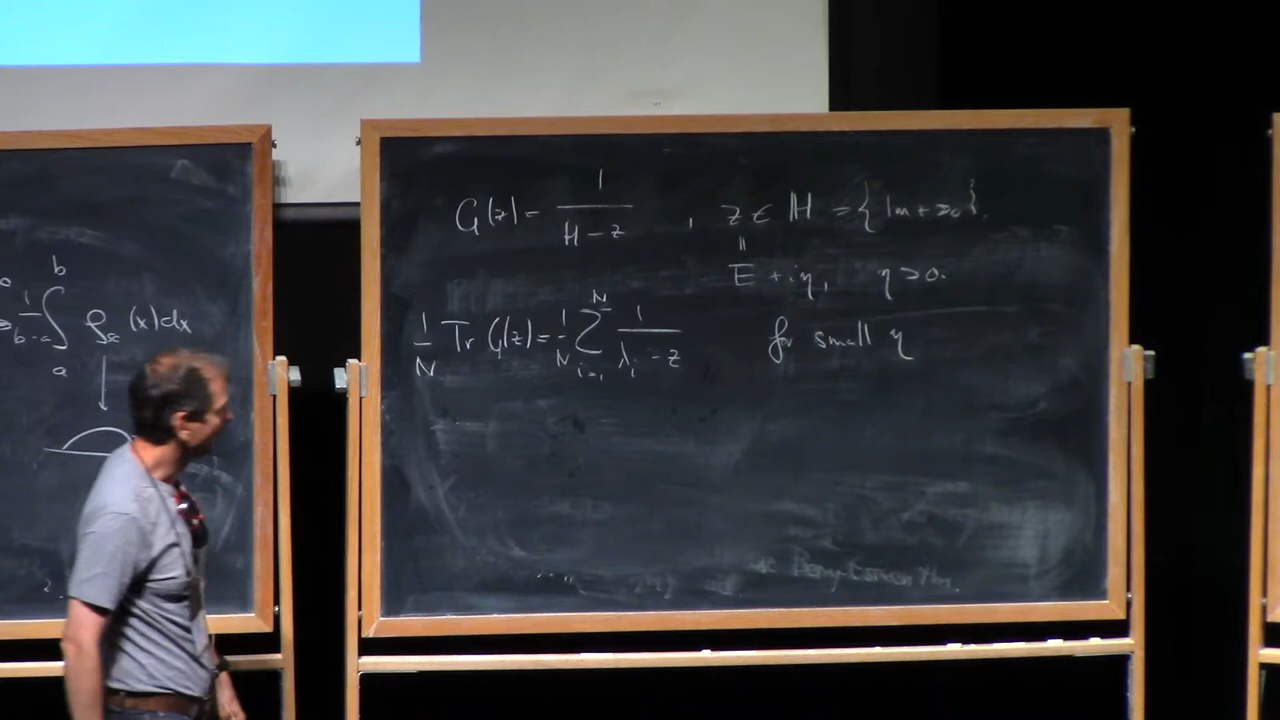 b
1/(b-a) ∫ ρ_sc (x)dx
a
G(z) = 1/(H-z) , z ∈ ℍ = {Im z > 0}.
||
E + iη, η > 0.
1/N Tr G(z) = 1/N Σ_{i=1}^{N} 1/(λ_i - z) for small η